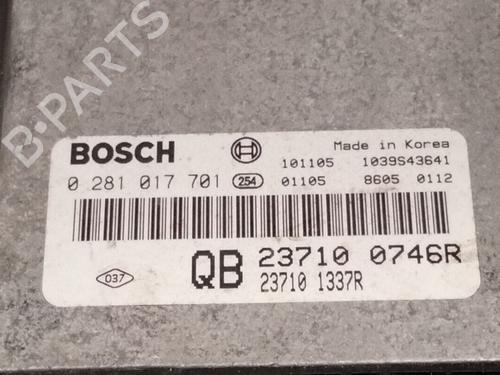 B-PARTS
BOSCH
Made in Korea
101105 1039S43641
0 281 017 701 254 01105 8605 0112
QB 23710 0746R
037 23710 1337R